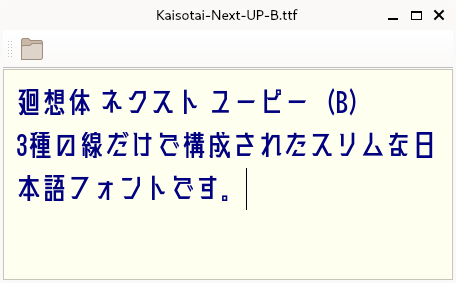 Kaisotai-Next-UP-B.ttf
廻想体 ネクスト ユーピー (B)
3種の線だけで構成されたスリムな日
本語フォントです。